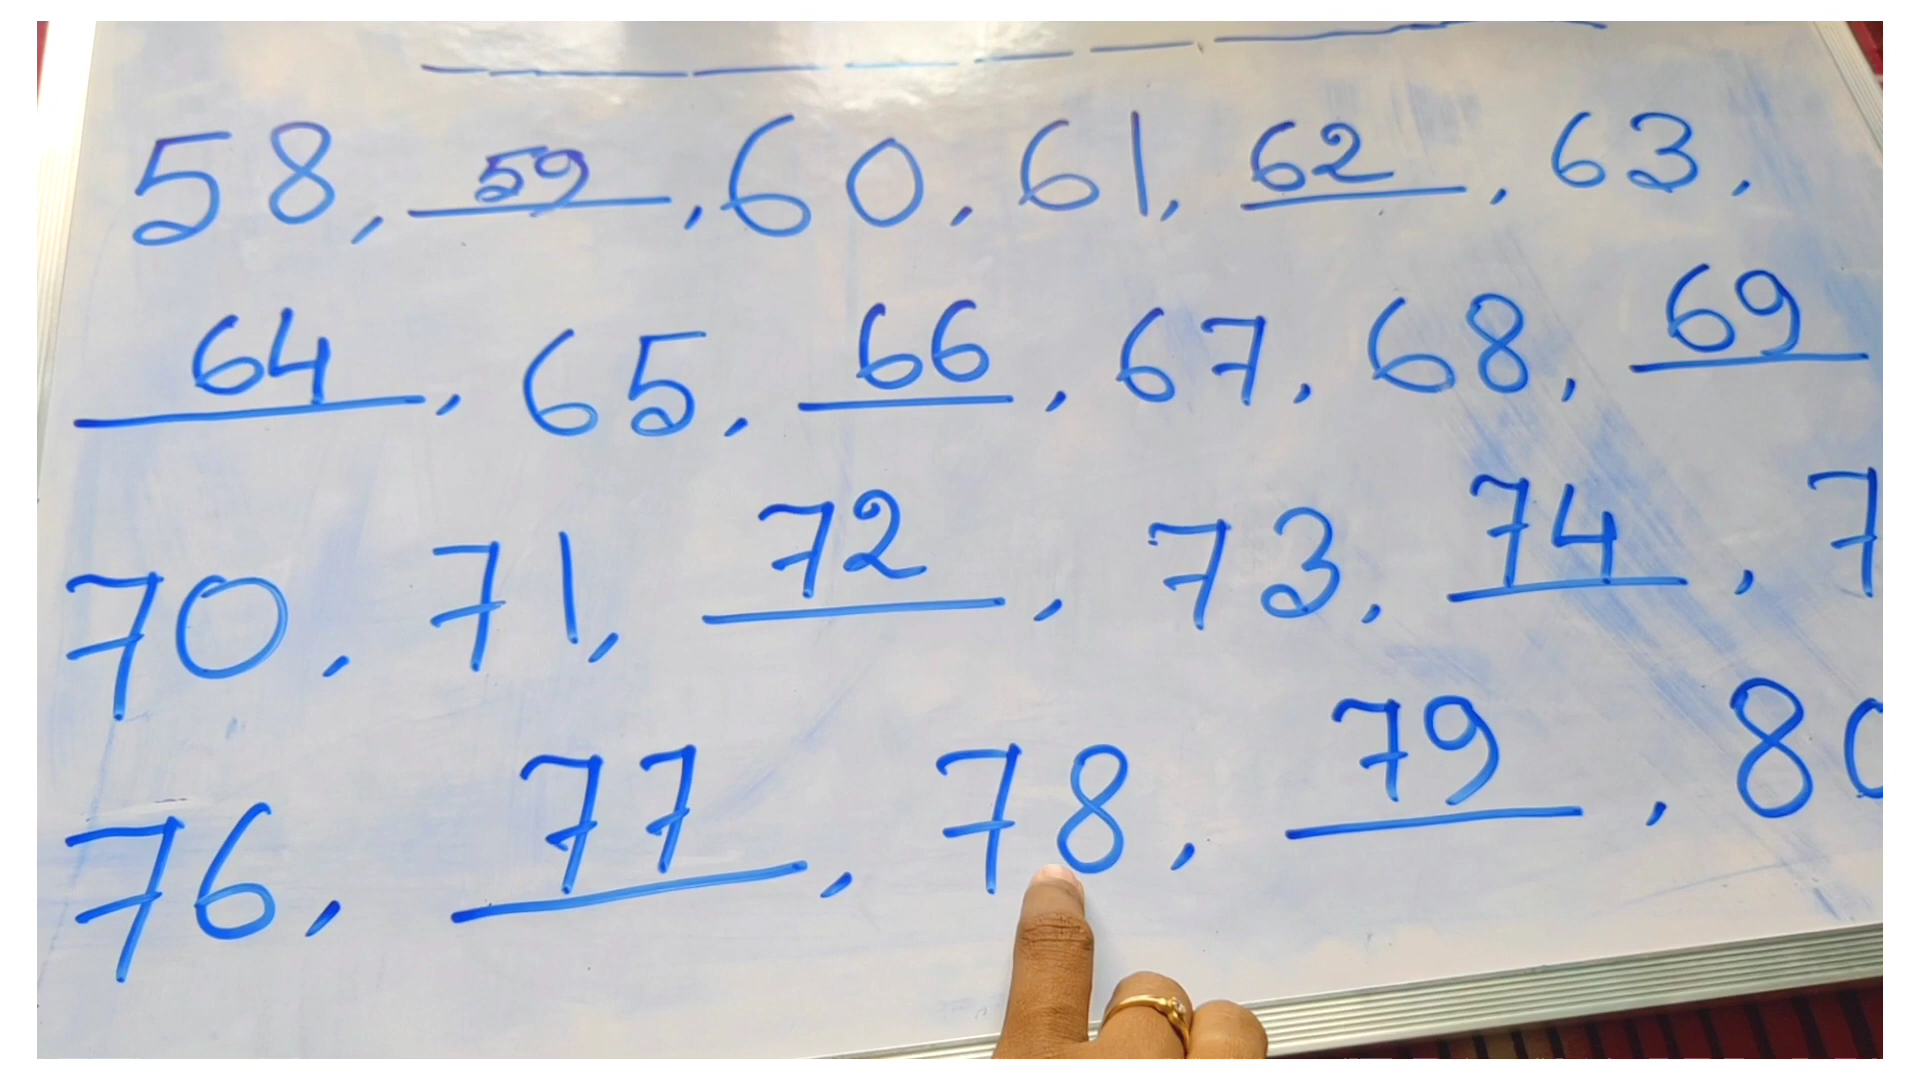 58, 59, 60, 61, 62, 63,
64, 65, 66, 67, 68, 69
70, 71, 72, 73, 74, 7
76, 77, 78, 79, 80